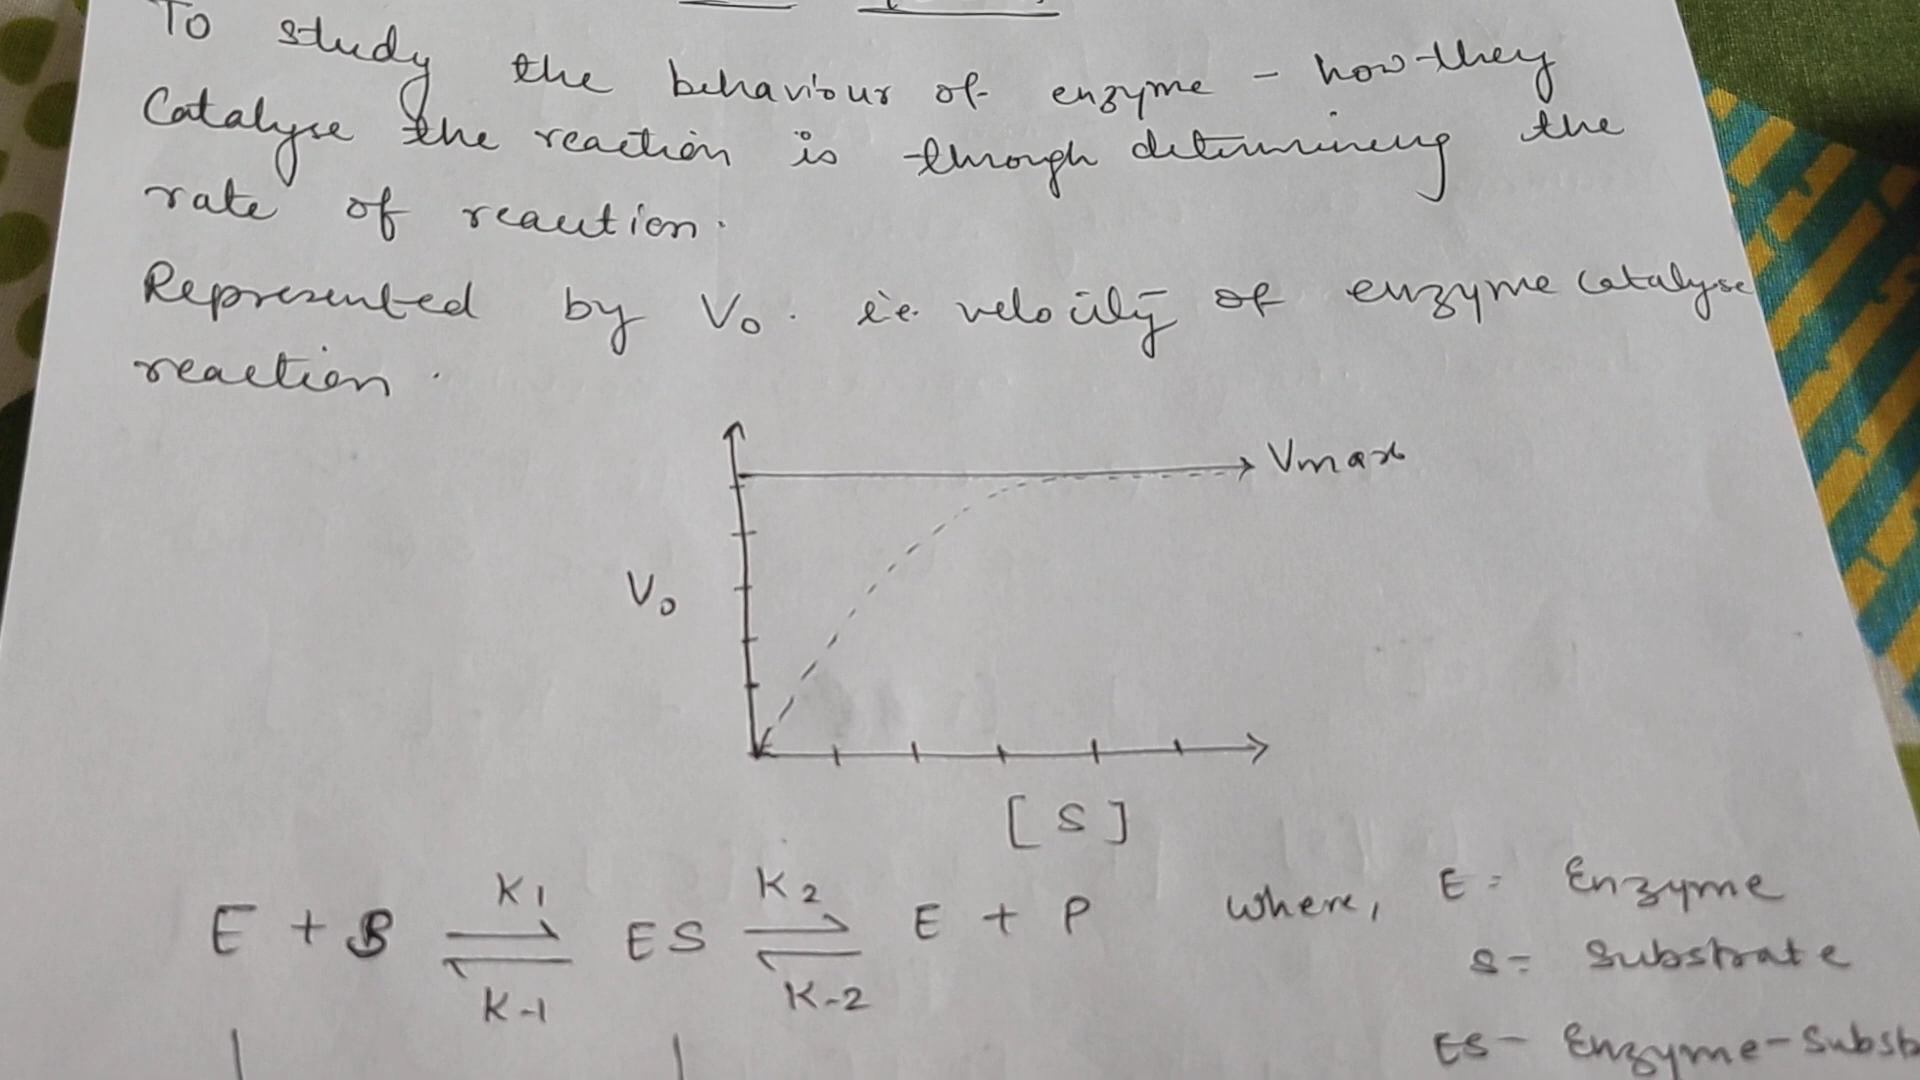 To study the behaviour of enzyme - how they
Catalyse the reaction is through determining the
rate of reaction.
Represented by V₀. i.e. velocity of enzyme catalyse
reaction.
Vmax
V₀
[S]
K1 K2
E + S ⇌ ES ⇌ E + P where, E = Enzyme
K-1 K-2
S = Substrate
ES - Enzyme-Subst